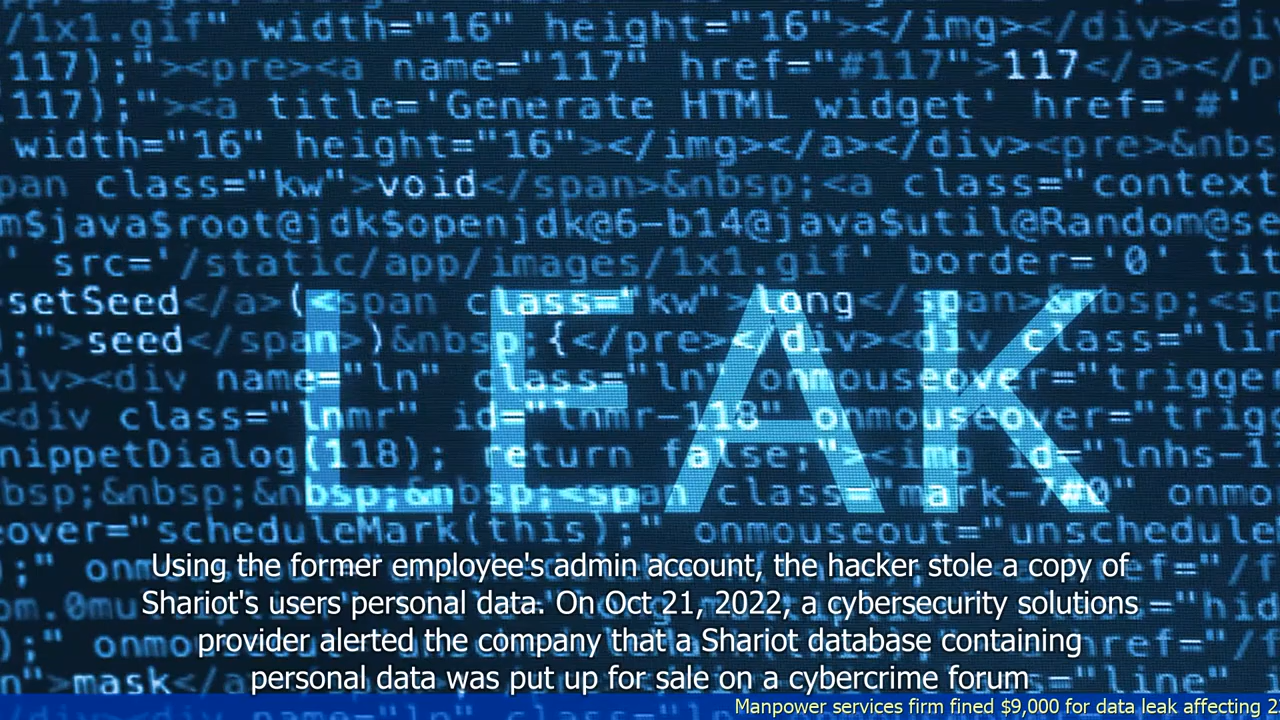 /1x1.gif" width="16" height="16"></img></div><div
117);"><pre><a name="117" href="#117">117</a></p
117);"><a title='Generate HTML widget' href='#'
width="16" height="16"></img></a></div><pre>&nbs
pan class="kw">void</span>&nbsp;<a class="context
m$java$root@jdk$openjdk@6-b14@java$util@Random@se
' src='/static/app/images/1x1.gif' border='0' tit
setSeed</a>(<span class="kw">long</span>&nbsp;<sp
;">seed</span>)&nbsp;{</pre></div><div class="lin
div><div name="ln" class="ln" onmouseover="trigge
<div class="lnmr" id="lnmr-118" onmouseover="trig
nippetDialog(118); return false;"><img id="lnhs-1
bsp;&nbsp;&nbsp;&nbsp;<span class="mark-7#0" onmo
eover="scheduleMark(this);" onmouseout="unschedule
LEAK
Using the former employee's admin account, the hacker stole a copy of
Shariot's users personal data. On Oct 21, 2022, a cybersecurity solutions
provider alerted the company that a Shariot database containing
personal data was put up for sale on a cybercrime forum
Manpower services firm fined $9,000 for data leak affecting 2